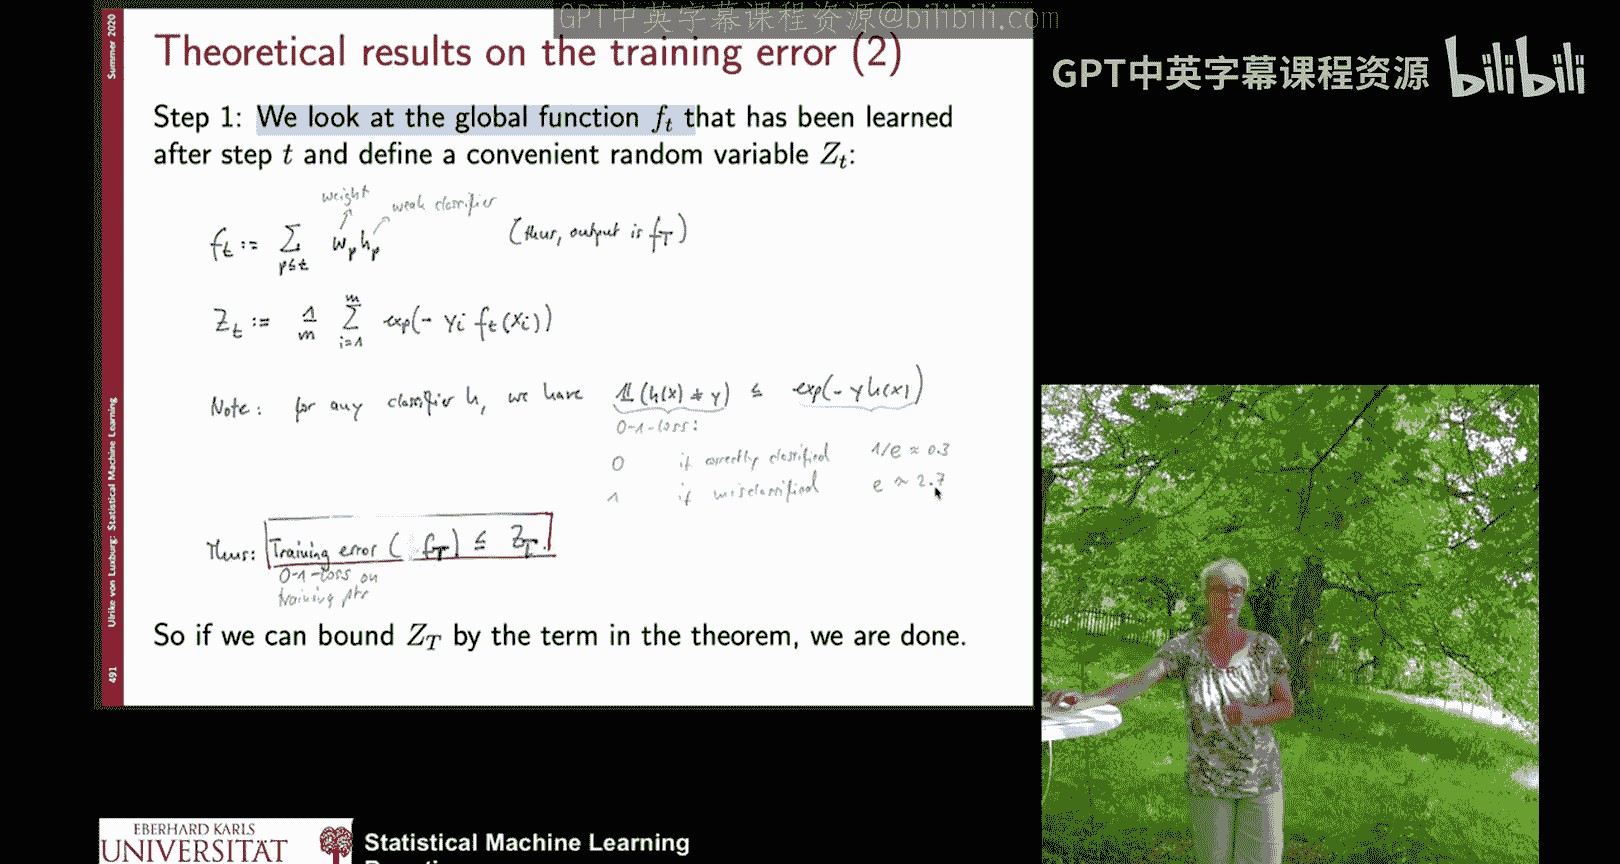 GPT中英字幕课程资源@bilibili.com
GPT中英字幕课程资源 bilibili
Summer 2020
Theoretical results on the training error (2)
Step 1: We look at the global function f_t that has been learned
after step t and define a convenient random variable Z_t:
weight
weak classifier
f_t := Σ_{p≤t} w_p h_p (thus, output is f_T)
Z_t := 1/m Σ_{i=1}^{m} exp(- y_i f_t(x_i))
Note: for any classifier h, we have 𝟙(h(x) ≠ y) ≤ exp(- y h(x))
0-1-loss:
0 if correctly classified 1/e ≈ 0.3
1 if misclassified e ≈ 2.7
Thus: Training error (f_T) ≤ Z_T.
0-1-loss on
training pts
So if we can bound Z_T by the term in the theorem, we are done.
Ulrike von Luxburg: Statistical Machine Learning
491
EBERHARD KARLS
UNIVERSITÄT
Statistical Machine Learning